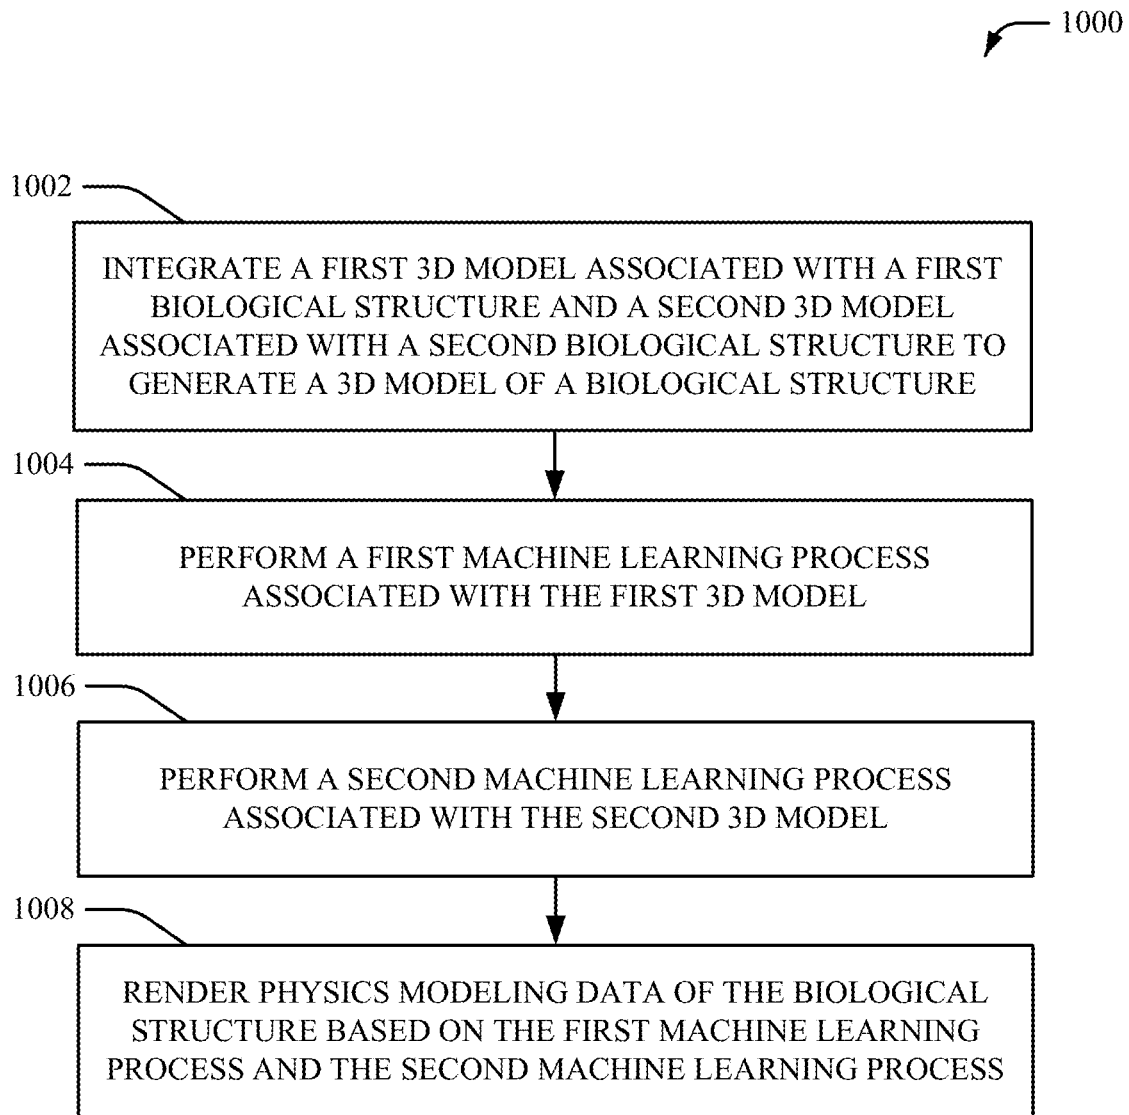 1000
1002
INTEGRATE A FIRST 3D MODEL ASSOCIATED WITH A FIRST
BIOLOGICAL STRUCTURE AND A SECOND 3D MODEL
ASSOCIATED WITH A SECOND BIOLOGICAL STRUCTURE TO
GENERATE A 3D MODEL OF A BIOLOGICAL STRUCTURE
1004
PERFORM A FIRST MACHINE LEARNING PROCESS
ASSOCIATED WITH THE FIRST 3D MODEL
1006
PERFORM A SECOND MACHINE LEARNING PROCESS
ASSOCIATED WITH THE SECOND 3D MODEL
1008
RENDER PHYSICS MODELING DATA OF THE BIOLOGICAL
STRUCTURE BASED ON THE FIRST MACHINE LEARNING
PROCESS AND THE SECOND MACHINE LEARNING PROCESS